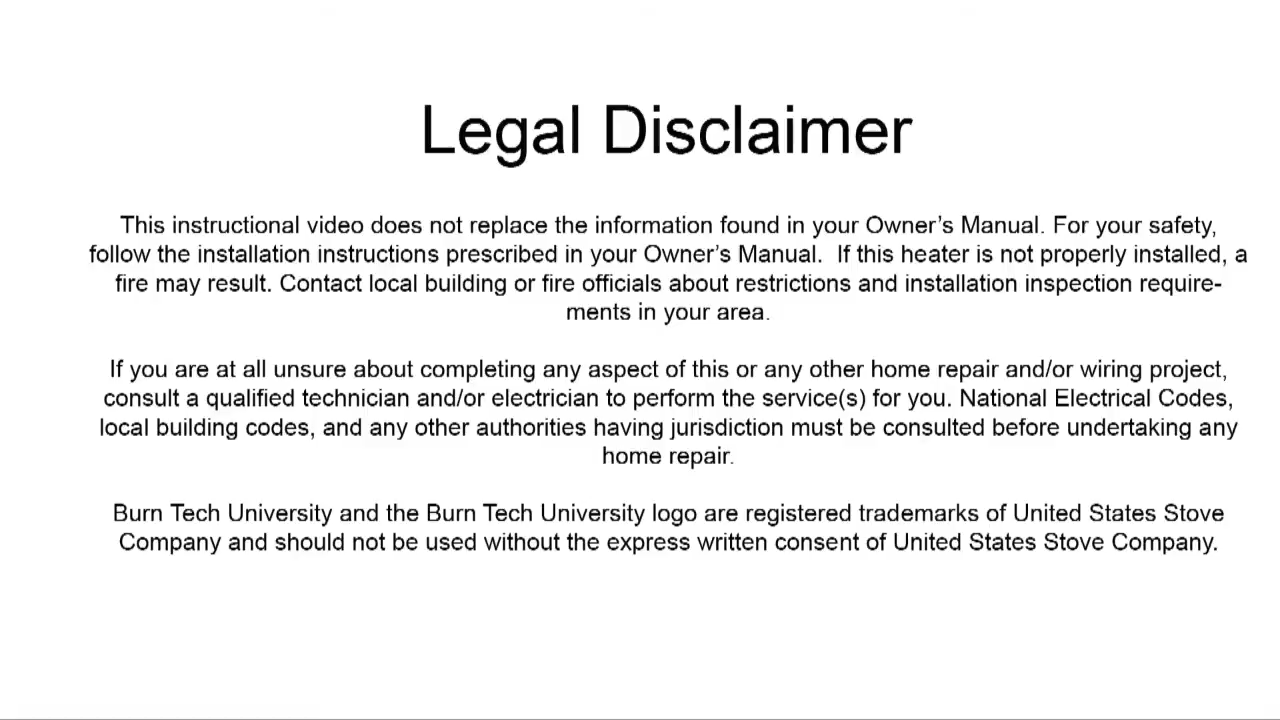 Legal Disclaimer
This instructional video does not replace the information found in your Owner’s Manual. For your safety,
follow the installation instructions prescribed in your Owner’s Manual.  If this heater is not properly installed, a
fire may result. Contact local building or fire officials about restrictions and installation inspection require-
ments in your area.
If you are at all unsure about completing any aspect of this or any other home repair and/or wiring project,
consult a qualified technician and/or electrician to perform the service(s) for you. National Electrical Codes,
local building codes, and any other authorities having jurisdiction must be consulted before undertaking any
home repair.
Burn Tech University and the Burn Tech University logo are registered trademarks of United States Stove
Company and should not be used without the express written consent of United States Stove Company.